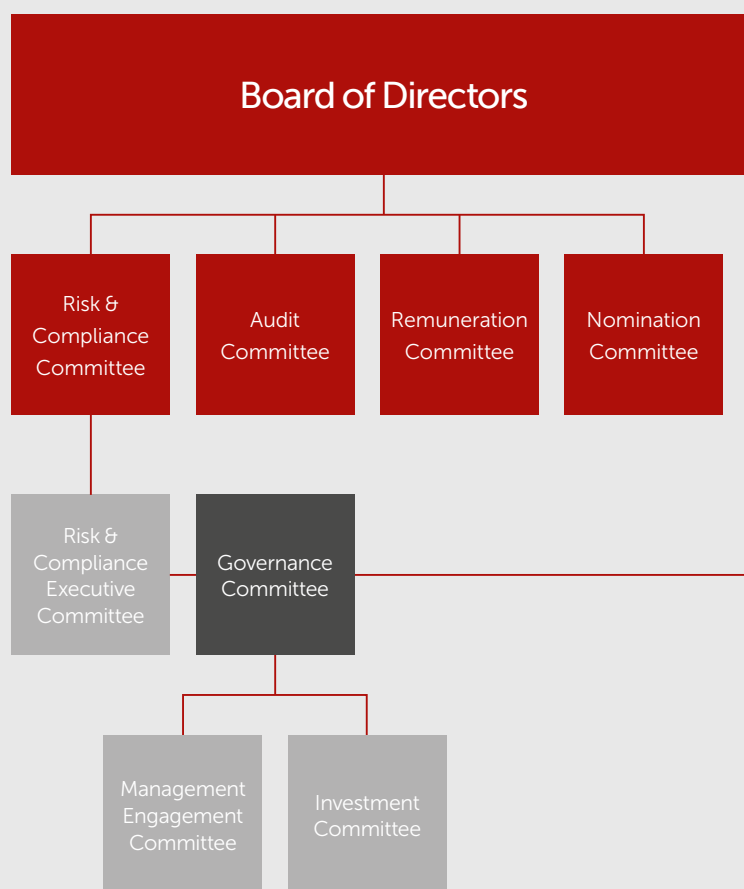 Board of Directors
Risk &
Compliance
Committee
Audit
Committee
Remuneration
Committee
Nomination
Committee
Risk &
Compliance
Executive
Committee
Governance
Committee
Management
Engagement
Committee
Investment
Committee